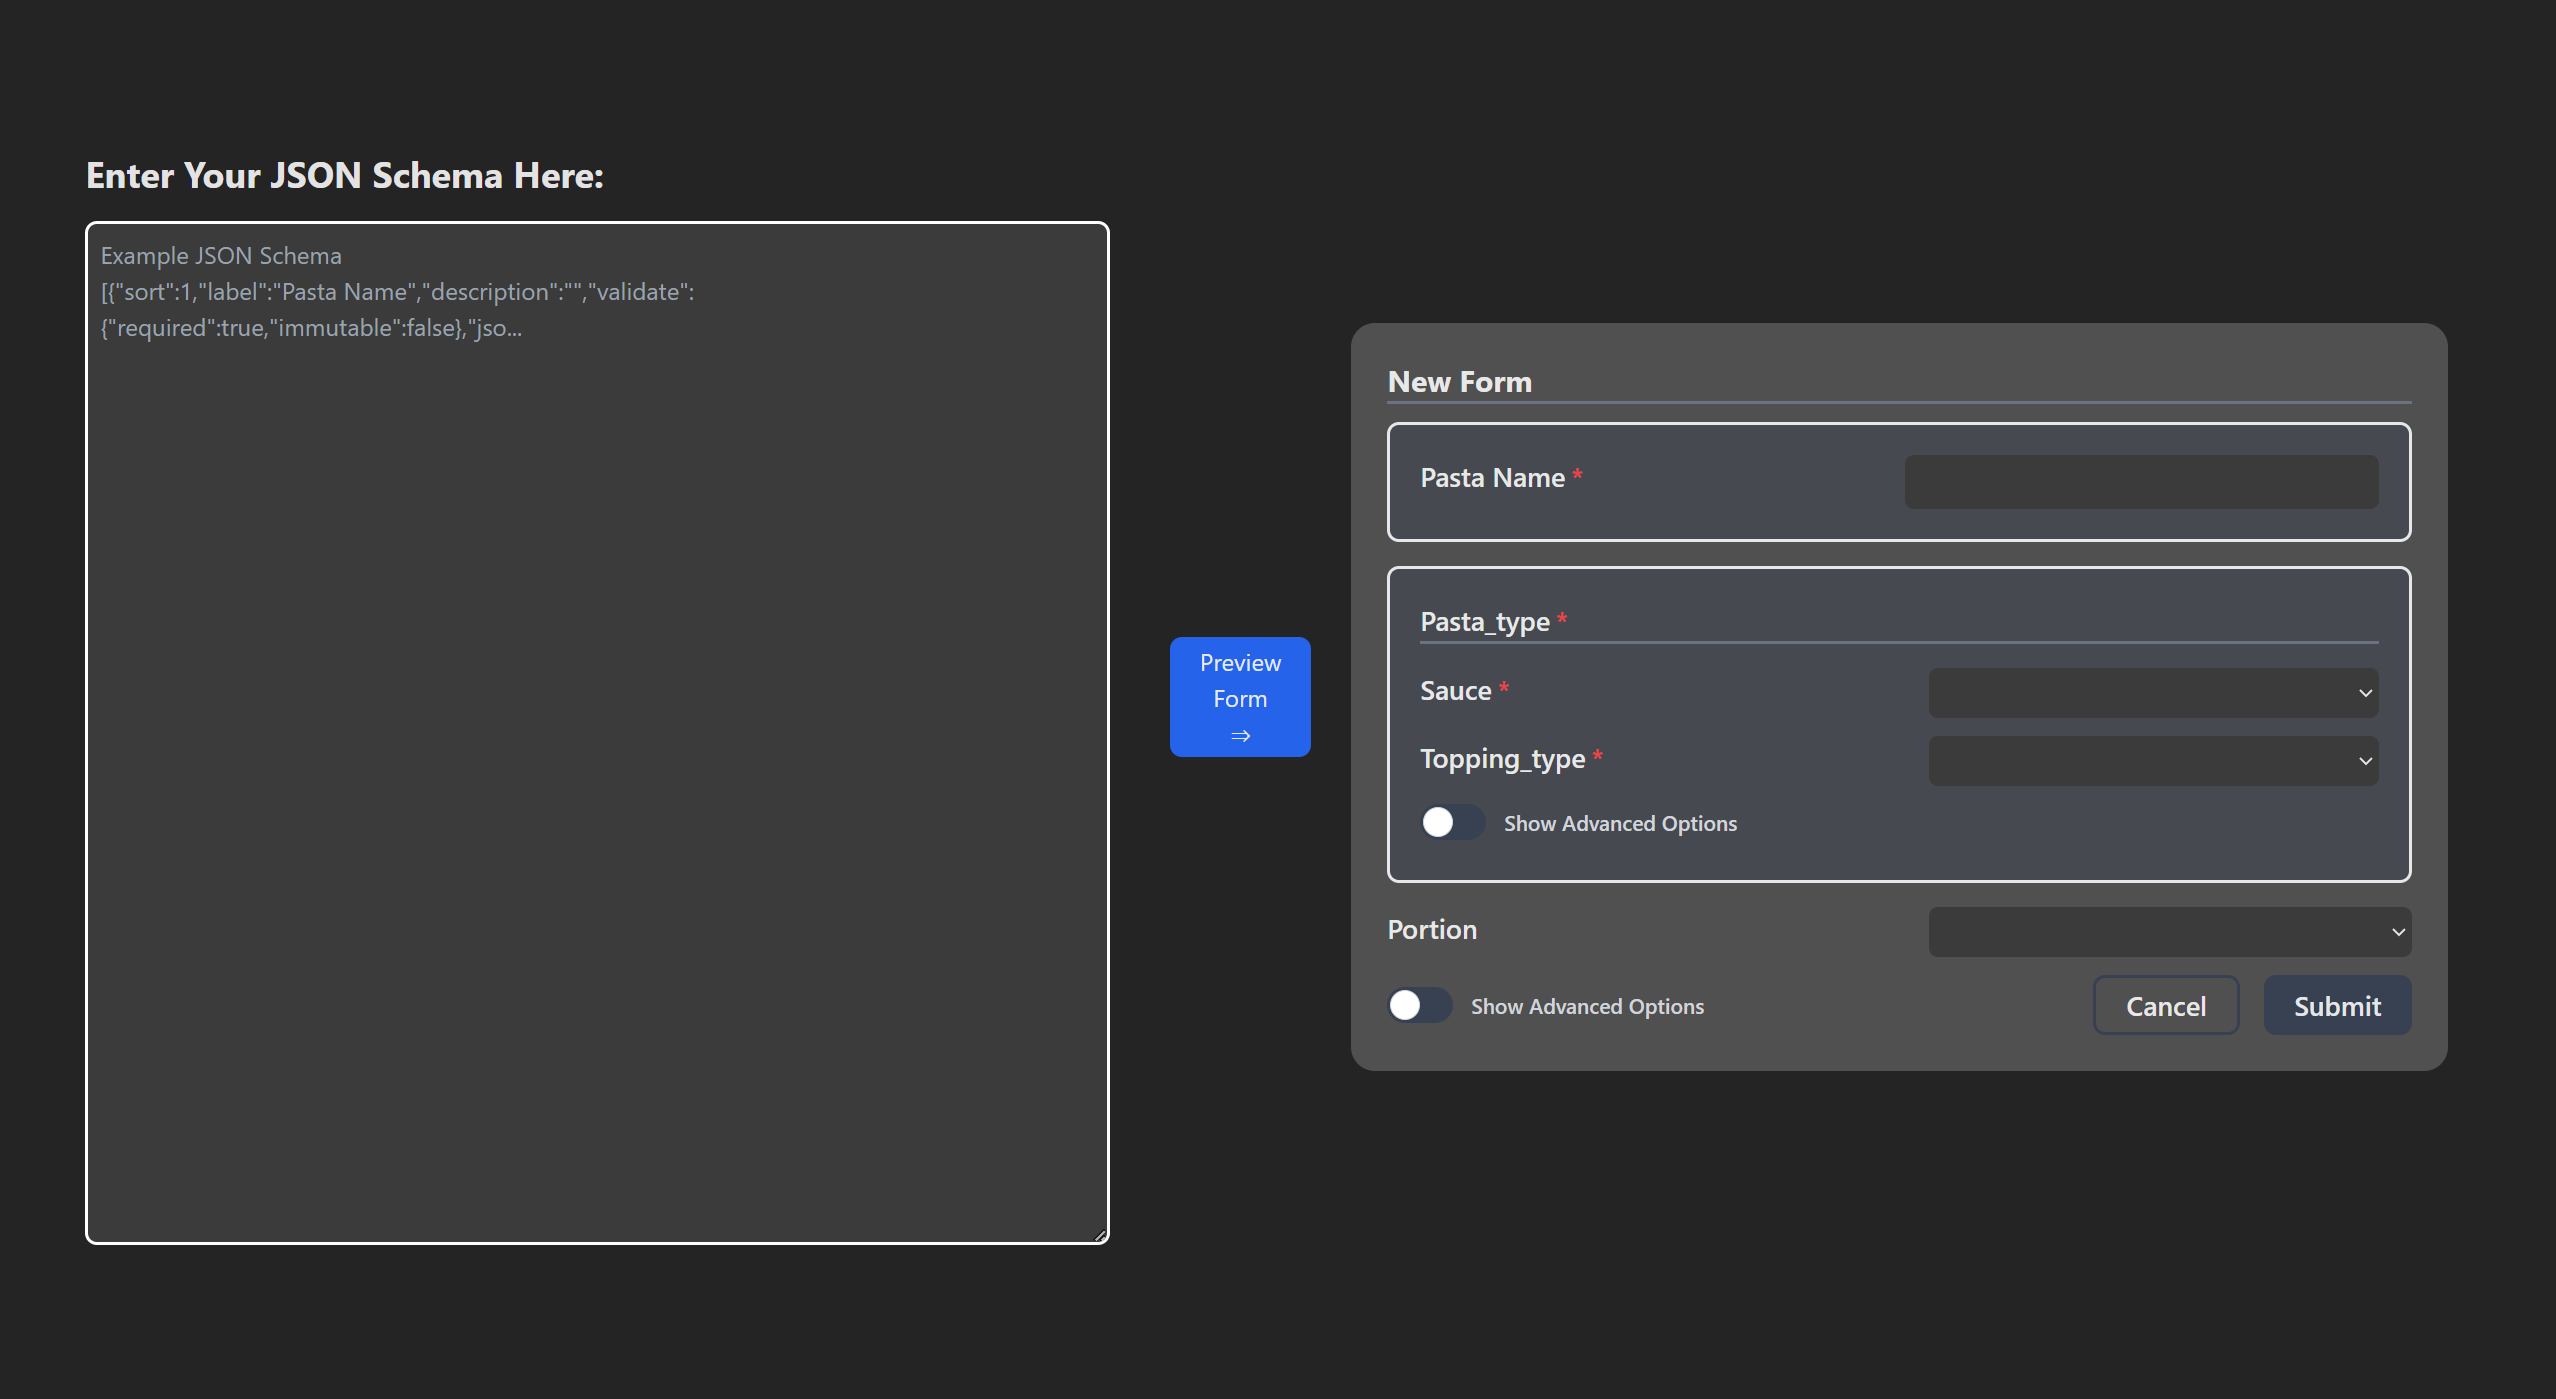 Enter Your JSON Schema Here:
Example JSON Schema
[{"sort":1,"label":"Pasta Name","description":"","validate":
{"required":true,"immutable":false},"jso...
Preview
Form
⇒
New Form
Pasta Name *
Pasta_type *
Sauce *
Topping_type *
Show Advanced Options
Portion
Show Advanced Options
Cancel
Submit